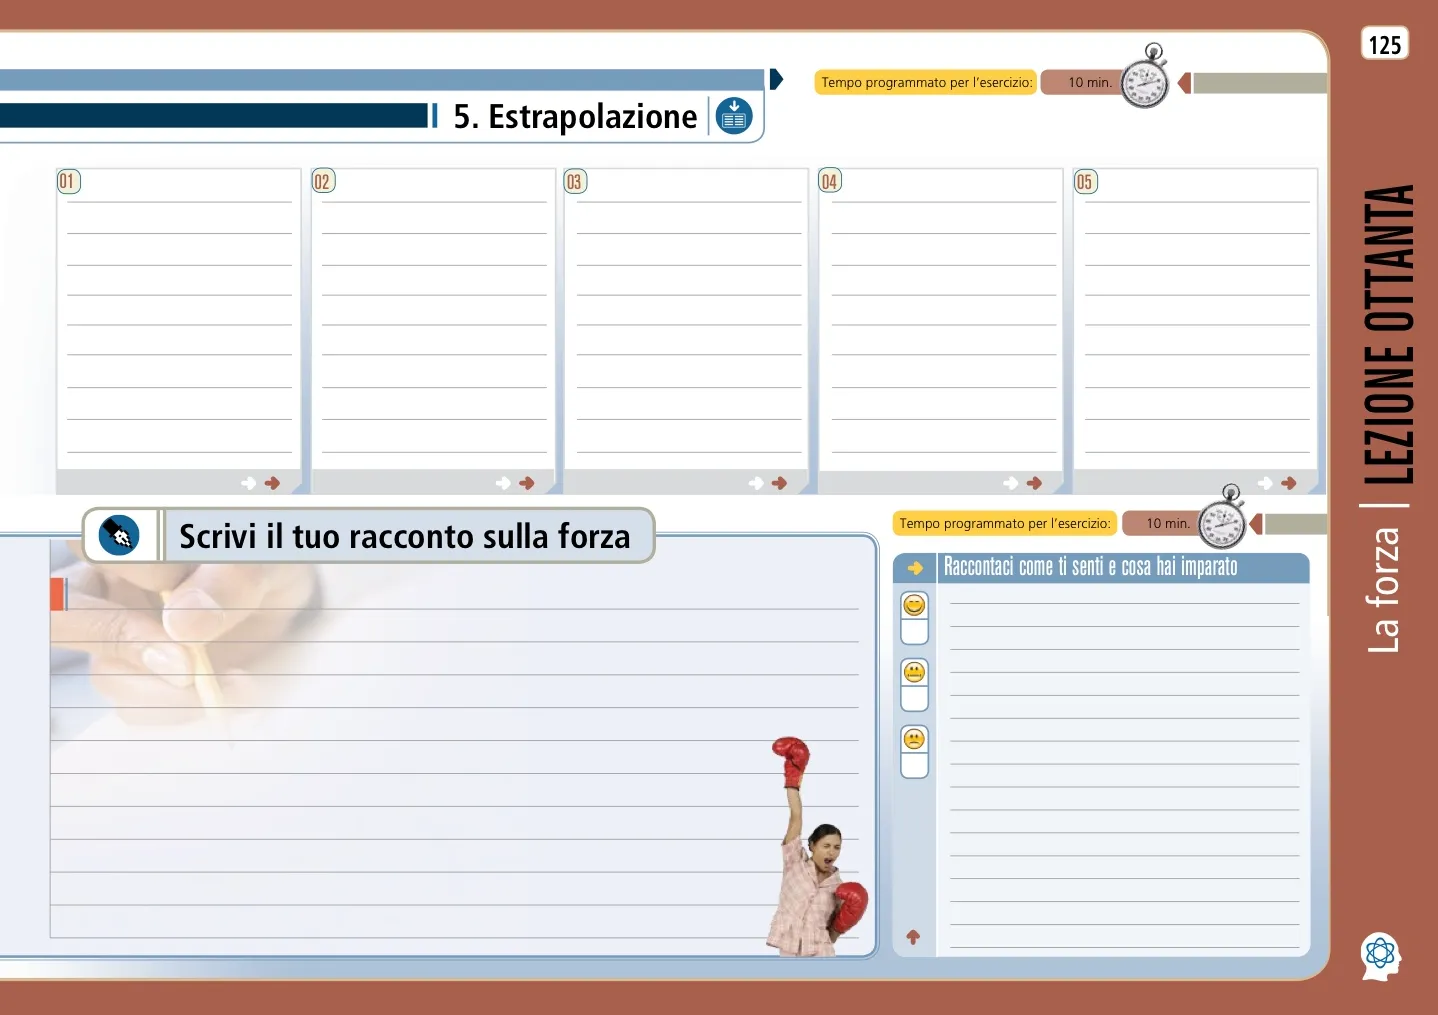 125
Tempo programmato per l'esercizio: 10 min.
5. Estrapolazione
01
02
03
04
05
Scrivi il tuo racconto sulla forza
Tempo programmato per l'esercizio: 10 min.
Raccontaci come ti senti e cosa hai imparato
La forza | LEZIONE OTTANTA